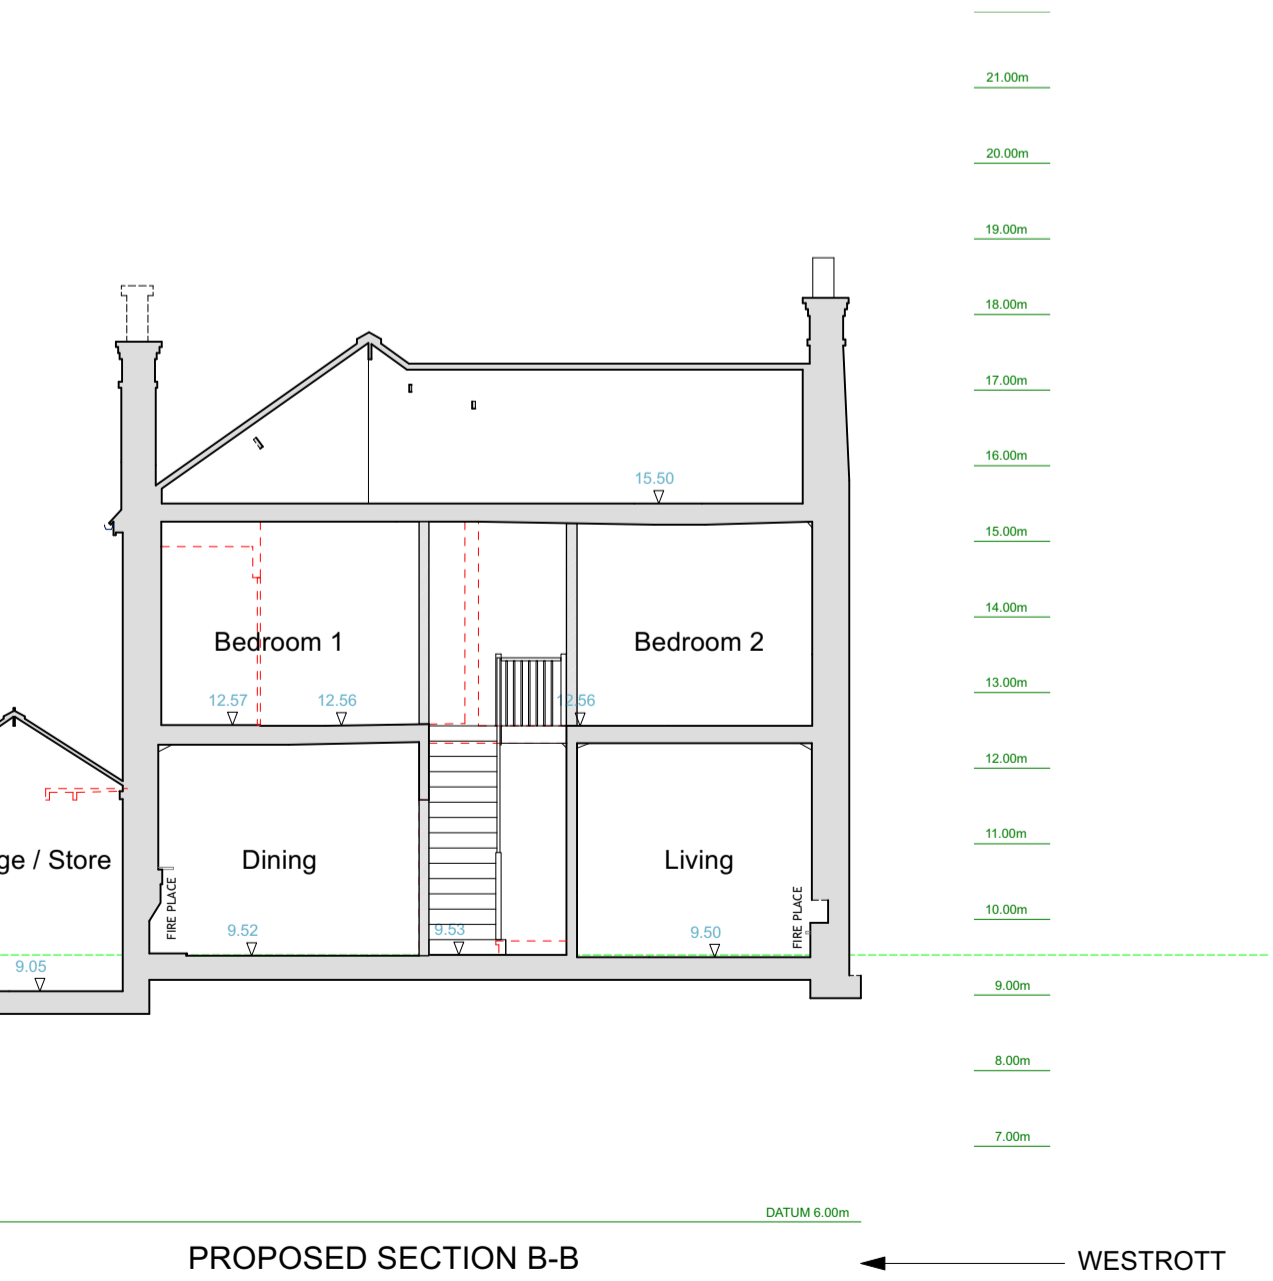 21.00m
20.00m
19.00m
18.00m
17.00m
16.00m
15.50
15.00m
14.00m
Bedroom 1
Bedroom 2
13.00m
12.57
12.56
12.56
12.00m
11.00m
ge / Store
Dining
Living
FIRE PLACE
FIRE PLACE
10.00m
9.52
9.53
9.50
9.05
9.00m
8.00m
7.00m
DATUM 6.00m
PROPOSED SECTION B-B
WESTROTT